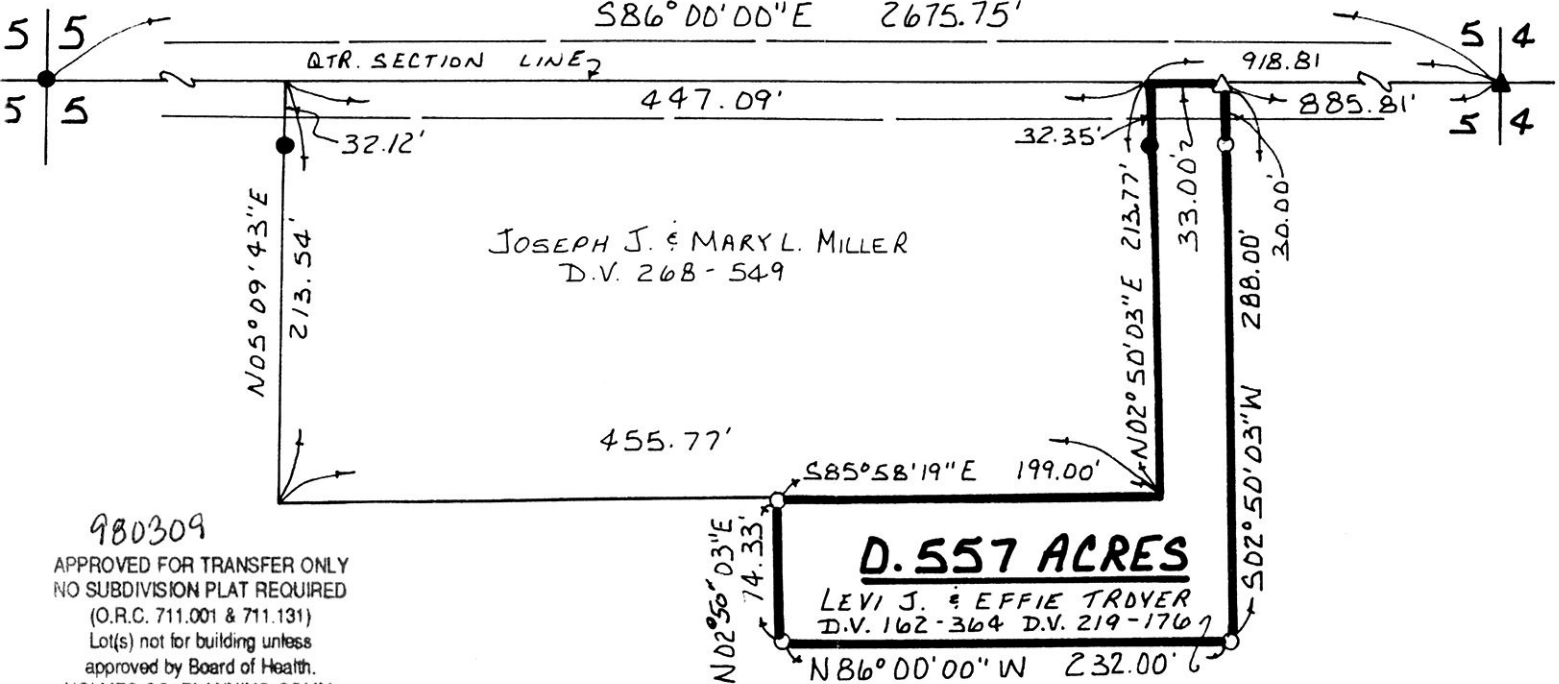 S86°00'00"E 2675.75'
5 5 5 4
QTR. SECTION LINE 918.81
5 5 447.09' 885.81' 5 4
32.12' 32.35'
N05°09'43"E
213.54'
JOSEPH J. & MARY L. MILLER
D.V. 268-549
N02°50'03"E 213.77'
33.00'
30.00'
288.00'
S02°50'03"W
455.77'
S85°58'19"E 199.00'
N02°50'03"E
74.33'
0.557 ACRES
LEVI J. & EFFIE TROYER
D.V. 162-364 D.V. 219-176
N86°00'00"W 232.00'
980309
APPROVED FOR TRANSFER ONLY
NO SUBDIVISION PLAT REQUIRED
(O.R.C. 711.001 & 711.131)
Lot(s) not for building unless
approved by Board of Health.